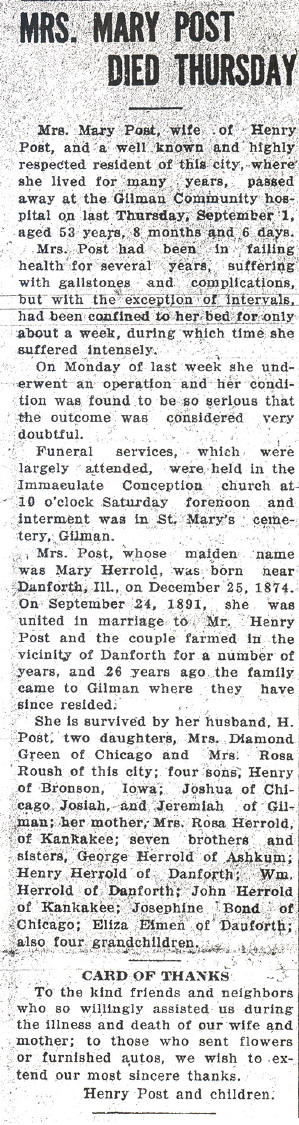 MRS. MARY POST
DIED THURSDAY
Mrs. Mary Post, wife of Henry
Post, and a well known and highly
respected resident of this city, where
she lived for many years, passed
away at the Gilman Community hos-
pital on last Thursday, September 1,
aged 53 years, 8 months and 6 days.
Mrs. Post had been in failing
health for several years, suffering
with gallstones and complications,
but with the exception of intervals,
had been confined to her bed for only
about a week, during which time she
suffered intensely.
On Monday of last week she und-
erwent an operation and her condi-
tion was found to be so serious that
the outcome was considered very
doubtful.
Funeral services, which were
largely attended, were held in the
Immaculate Conception church at
10 o'clock Saturday forenoon and
interment was in St. Mary's ceme-
tery, Gilman.
Mrs. Post, whose maiden name
was Mary Herrold, was born near
Danforth, Ill., on December 25, 1874.
On September 24, 1891, she was
united in marriage to Mr. Henry
Post and the couple farmed in the
vicinity of Danforth for a number of
years, and 26 years ago the family
came to Gilman where they have
since resided.
She is survived by her husband, H.
Post, two daughters, Mrs. Diamond
Green of Chicago and Mrs. Rosa
Roush of this city; four sons, Henry
of Bronson, Iowa; Joshua of Chi-
cago, Josiah, and Jeremiah of Gil-
man; her mother, Mrs. Rosa Herrold,
of Kankakee; seven brothers and
sisters, George Herrold of Ashkum;
Henry Herrold of Danforth; Wm.
Herrold of Danforth; John Herrold
of Kankakee; Josephine Bond of
Chicago; Eliza Eimen of Danforth;
also four grandchildren.
CARD OF THANKS
To the kind friends and neighbors
who so willingly assisted us during
the illness and death of our wife and
mother; to those who sent flowers
or furnished autos, we wish to ex-
tend our most sincere thanks.
Henry Post and children.